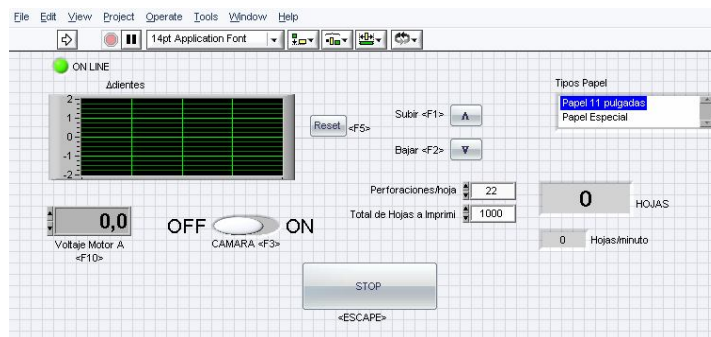 File Edit View Project Operate Tools Window Help
14pt Application Font
ON LINE
Δdientes
2
1
0
-1
-2
Reset <F5>
Subir <F1>
Bajar <F2>
Tipos Papel
Papel 11 pulgadas
Papel Especial
Perforaciones/hoja 22
Total de Hojas a Imprimi 1000
0 HOJAS
0 Hojas/minuto
0,0
Voltaje Motor A
<F10>
OFF ON
CAMARA <F3>
STOP
<ESCAPE>